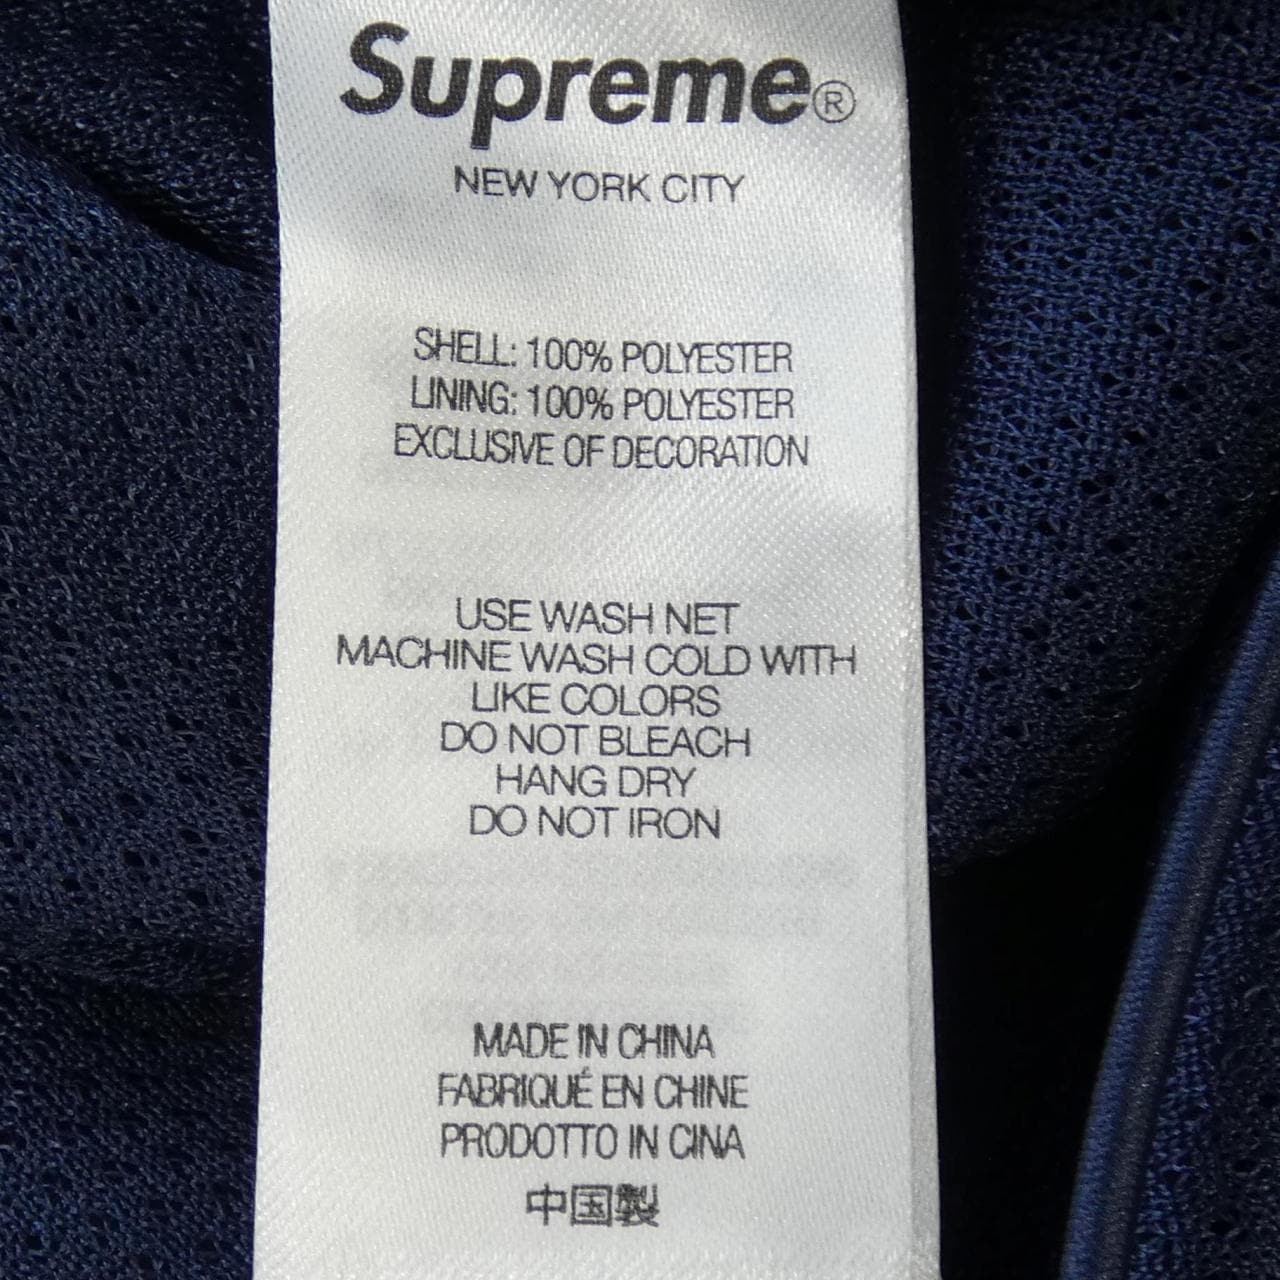 Supreme®
NEW YORK CITY
SHELL: 100% POLYESTER
LINING: 100% POLYESTER
EXCLUSIVE OF DECORATION
USE WASH NET
MACHINE WASH COLD WITH
LIKE COLORS
DO NOT BLEACH
HANG DRY
DO NOT IRON
MADE IN CHINA
FABRIQUÉ EN CHINE
PRODOTTO IN CINA
中国製